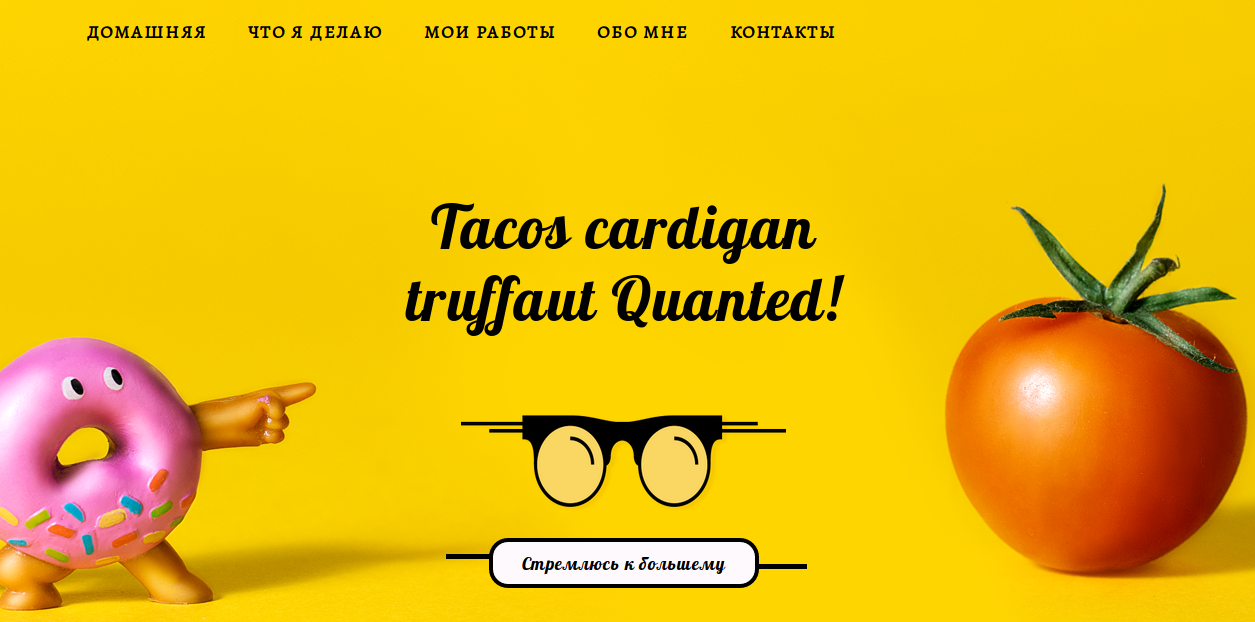 ДОМАШНЯЯ ЧТО Я ДЕЛАЮ МОИ РАБОТЫ ОБО МНЕ КОНТАКТЫ
Tacos cardigan
truffaut Quanted!
Стремлюсь к большему